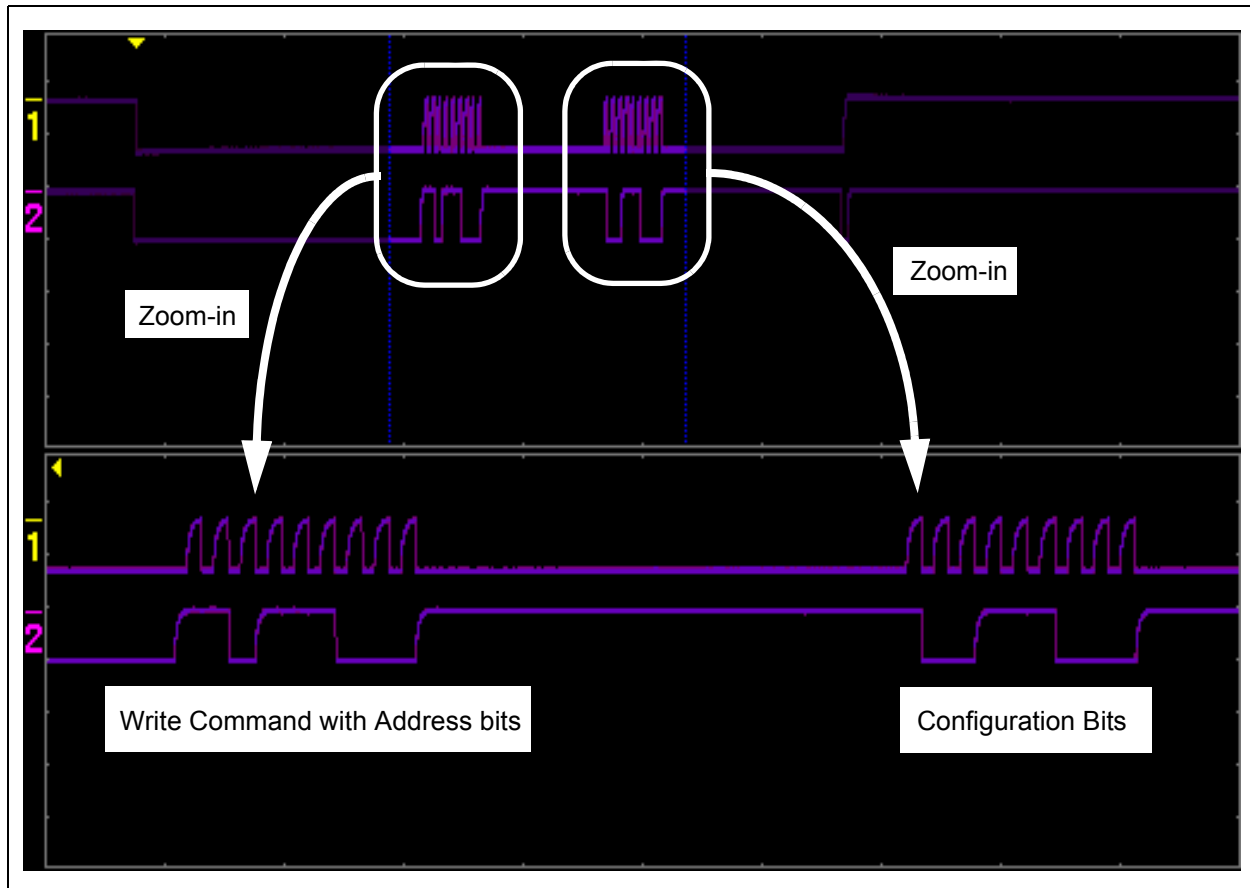 1
2
Zoom-in
Zoom-in
1
2
Write Command with Address bits
Configuration Bits